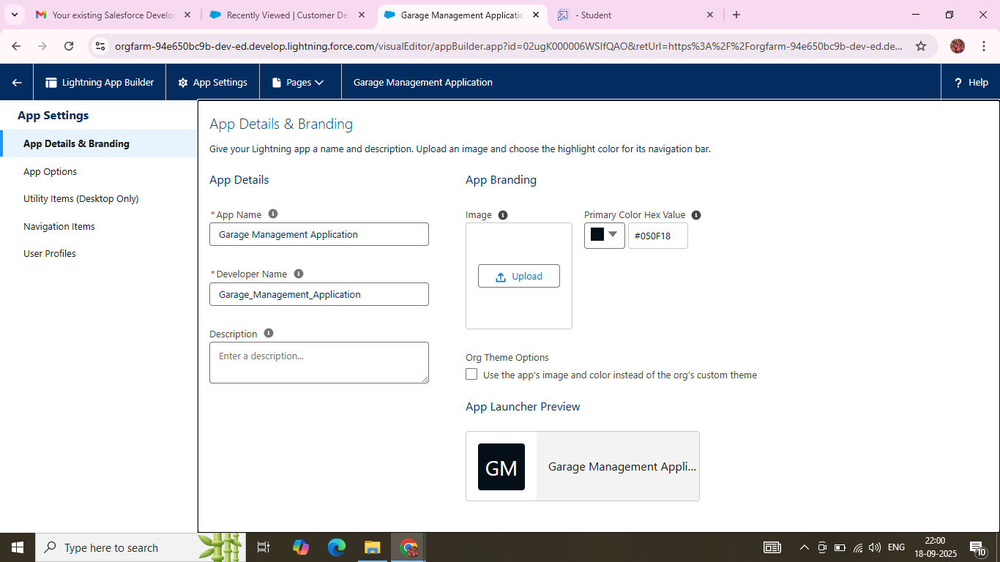 Your existing Salesforce Develo
Recently Viewed | Customer De
Garage Management Applicatio
- Student
orgfarm-94e650bc9b-dev-ed.develop.lightning.force.com/visualEditor/appBuilder.app?id=02ugK000006WSIfQAO&retUrl=https%3A%2F%2Forgfarm-94e650bc9b-dev-ed.de...
Lightning App Builder
App Settings
Pages
Garage Management Application
? Help
App Settings
App Details & Branding
App Options
Utility Items (Desktop Only)
Navigation Items
User Profiles
App Details & Branding
Give your Lightning app a name and description. Upload an image and choose the highlight color for its navigation bar.
App Details
*App Name
Garage Management Application
*Developer Name
Garage_Management_Application
Description
Enter a description...
App Branding
Image
Upload
Primary Color Hex Value
#050F18
Org Theme Options
Use the app's image and color instead of the org's custom theme
App Launcher Preview
GM
Garage Management Appli...
Type here to search
ENG
22:00
18-09-2025
10